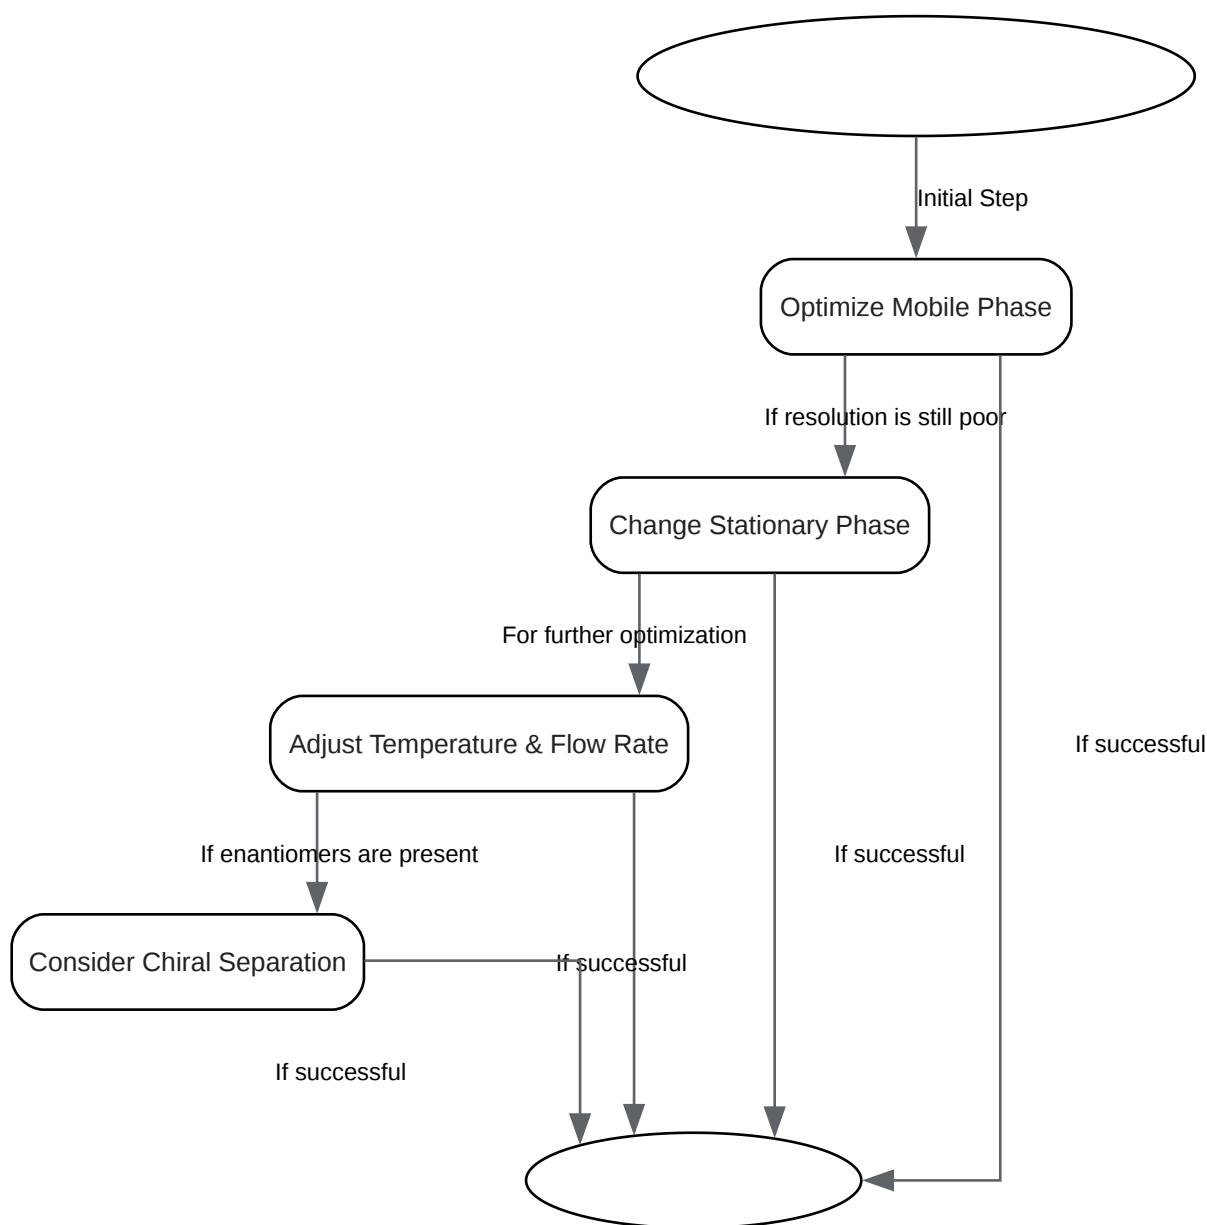 Initial Step
Optimize Mobile Phase
If resolution is still poor
Change Stationary Phase
For further optimization
Adjust Temperature & Flow Rate
If successful
If enantiomers are present
If successful
Consider Chiral Separation
If successful
If successful